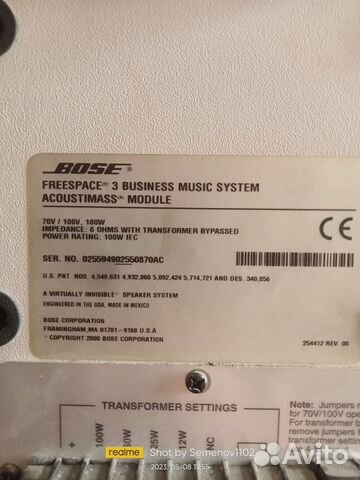 BOSE®
FREESPACE® 3 BUSINESS MUSIC SYSTEM
ACOUSTIMASS® MODULE
70V / 100V, 100W
IMPEDANCE: 6 OHMS WITH TRANSFORMER BYPASSED
POWER RATING: 100W IEC
CE
SER. NO. 025594902550870AC
U.S. PAT NOS. 4,549,631 4,932,060 5,092,424 5,714,721 AND DES. 340,056
A VIRTUALLY INVISIBLE® SPEAKER SYSTEM
ENGINEERED IN THE USA, MADE IN MEXICO
BOSE CORPORATION
FRAMINGHAM, MA 01701-9168 U.S.A
© COPYRIGHT 2000 BOSE CORPORATION
254412 REV 00
TRANSFORMER SETTINGS
+
100W
50W
25W
12W
NC
Note: Jumpers
for 70V/100V ope
For transformer b
remove jumpers f
transformer
realme
Shot by Semenov1102
2023/05/08 13:55
Avito